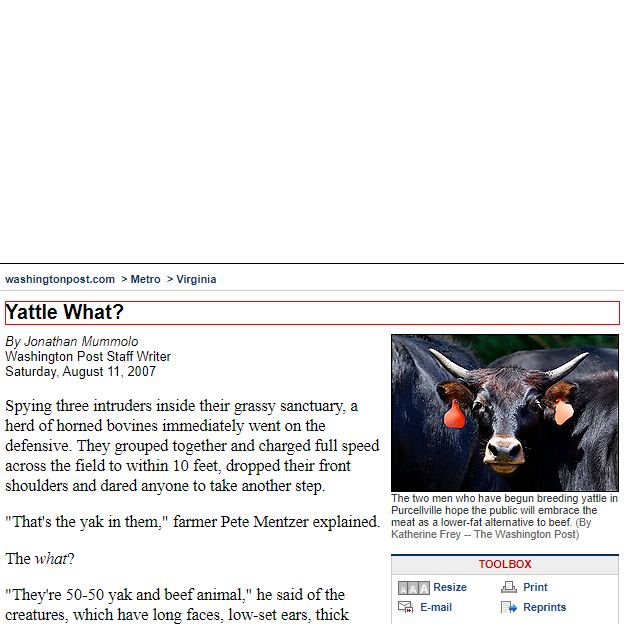 washingtonpost.com > Metro > Virginia
Yattle What?
By Jonathan Mummolo
Washington Post Staff Writer
Saturday, August 11, 2007
Spying three intruders inside their grassy sanctuary, a
herd of horned bovines immediately went on the
defensive. They grouped together and charged full speed
across the field to within 10 feet, dropped their front
shoulders and dared anyone to take another step.
"That's the yak in them," farmer Pete Mentzer explained.
The what?
"They're 50-50 yak and beef animal," he said of the
creatures, which have long faces, low-set ears, thick
The two men who have begun breeding yattle in
Purcellville hope the public will embrace the
meat as a lower-fat alternative to beef. (By
Katherine Frey -- The Washington Post)
TOOLBOX
AAA Resize Print
E-mail Reprints